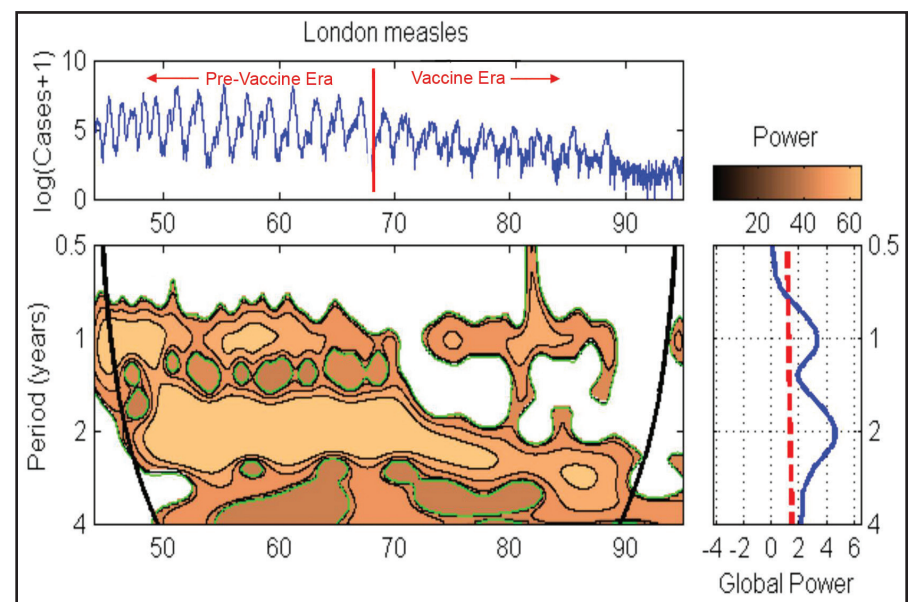 London measles
log(Cases+1)
10
5
0
Pre-Vaccine Era
Vaccine Era
50 60 70 80 90
Power
20 40 60
Period (years)
0.5
1
2
4
50 60 70 80 90
0.5
1
2
4
-4 -2 0 2 4 6
Global Power